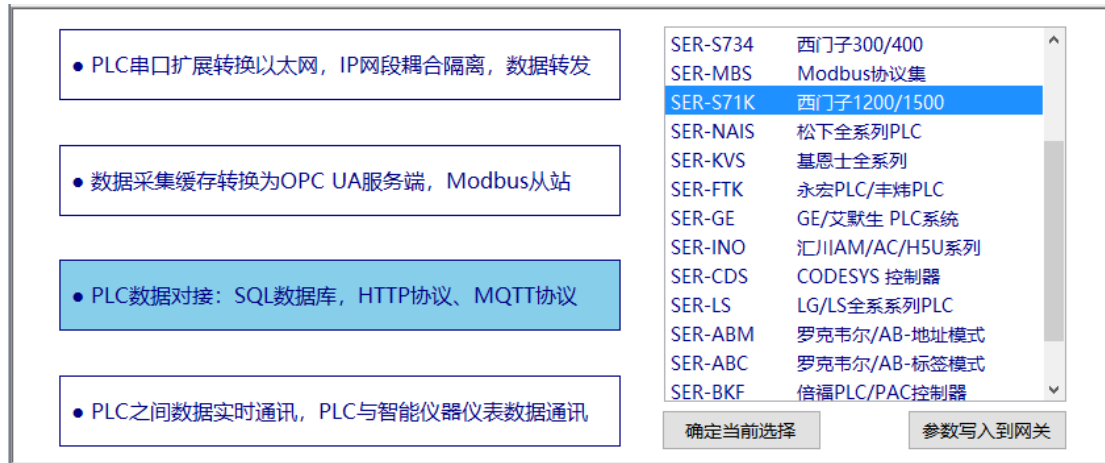 ● PLC串口扩展转换以太网，IP网段耦合隔离，数据转发
● 数据采集缓存转换为OPC UA服务端，Modbus从站
● PLC数据对接：SQL数据库，HTTP协议、MQTT协议
● PLC之间数据实时通讯，PLC与智能仪器仪表数据通讯
SER-S734 西门子300/400
SER-MBS Modbus协议集
SER-S71K 西门子1200/1500
SER-NAIS 松下全系列PLC
SER-KVS 基恩士全系列
SER-FTK 永宏PLC/丰炜PLC
SER-GE GE/艾默生 PLC系统
SER-INO 汇川AM/AC/H5U系列
SER-CDS CODESYS 控制器
SER-LS LG/LS全系系列PLC
SER-ABM 罗克韦尔/AB-地址模式
SER-ABC 罗克韦尔/AB-标签模式
SER-BKF 倍福PLC/PAC控制器
确定当前选择 参数写入到网关